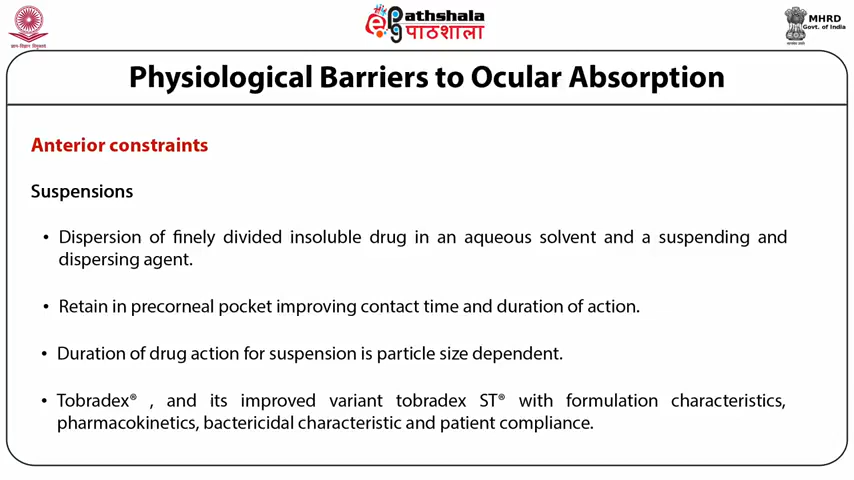 Pathshala
पाठशाला
MHRD
Govt. of India
Physiological Barriers to Ocular Absorption
Anterior constraints
Suspensions
• Dispersion of finely divided insoluble drug in an aqueous solvent and a suspending and
dispersing agent.
• Retain in precorneal pocket improving contact time and duration of action.
• Duration of drug action for suspension is particle size dependent.
• Tobradex® , and its improved variant tobradex ST® with formulation characteristics,
pharmacokinetics, bactericidal characteristic and patient compliance.